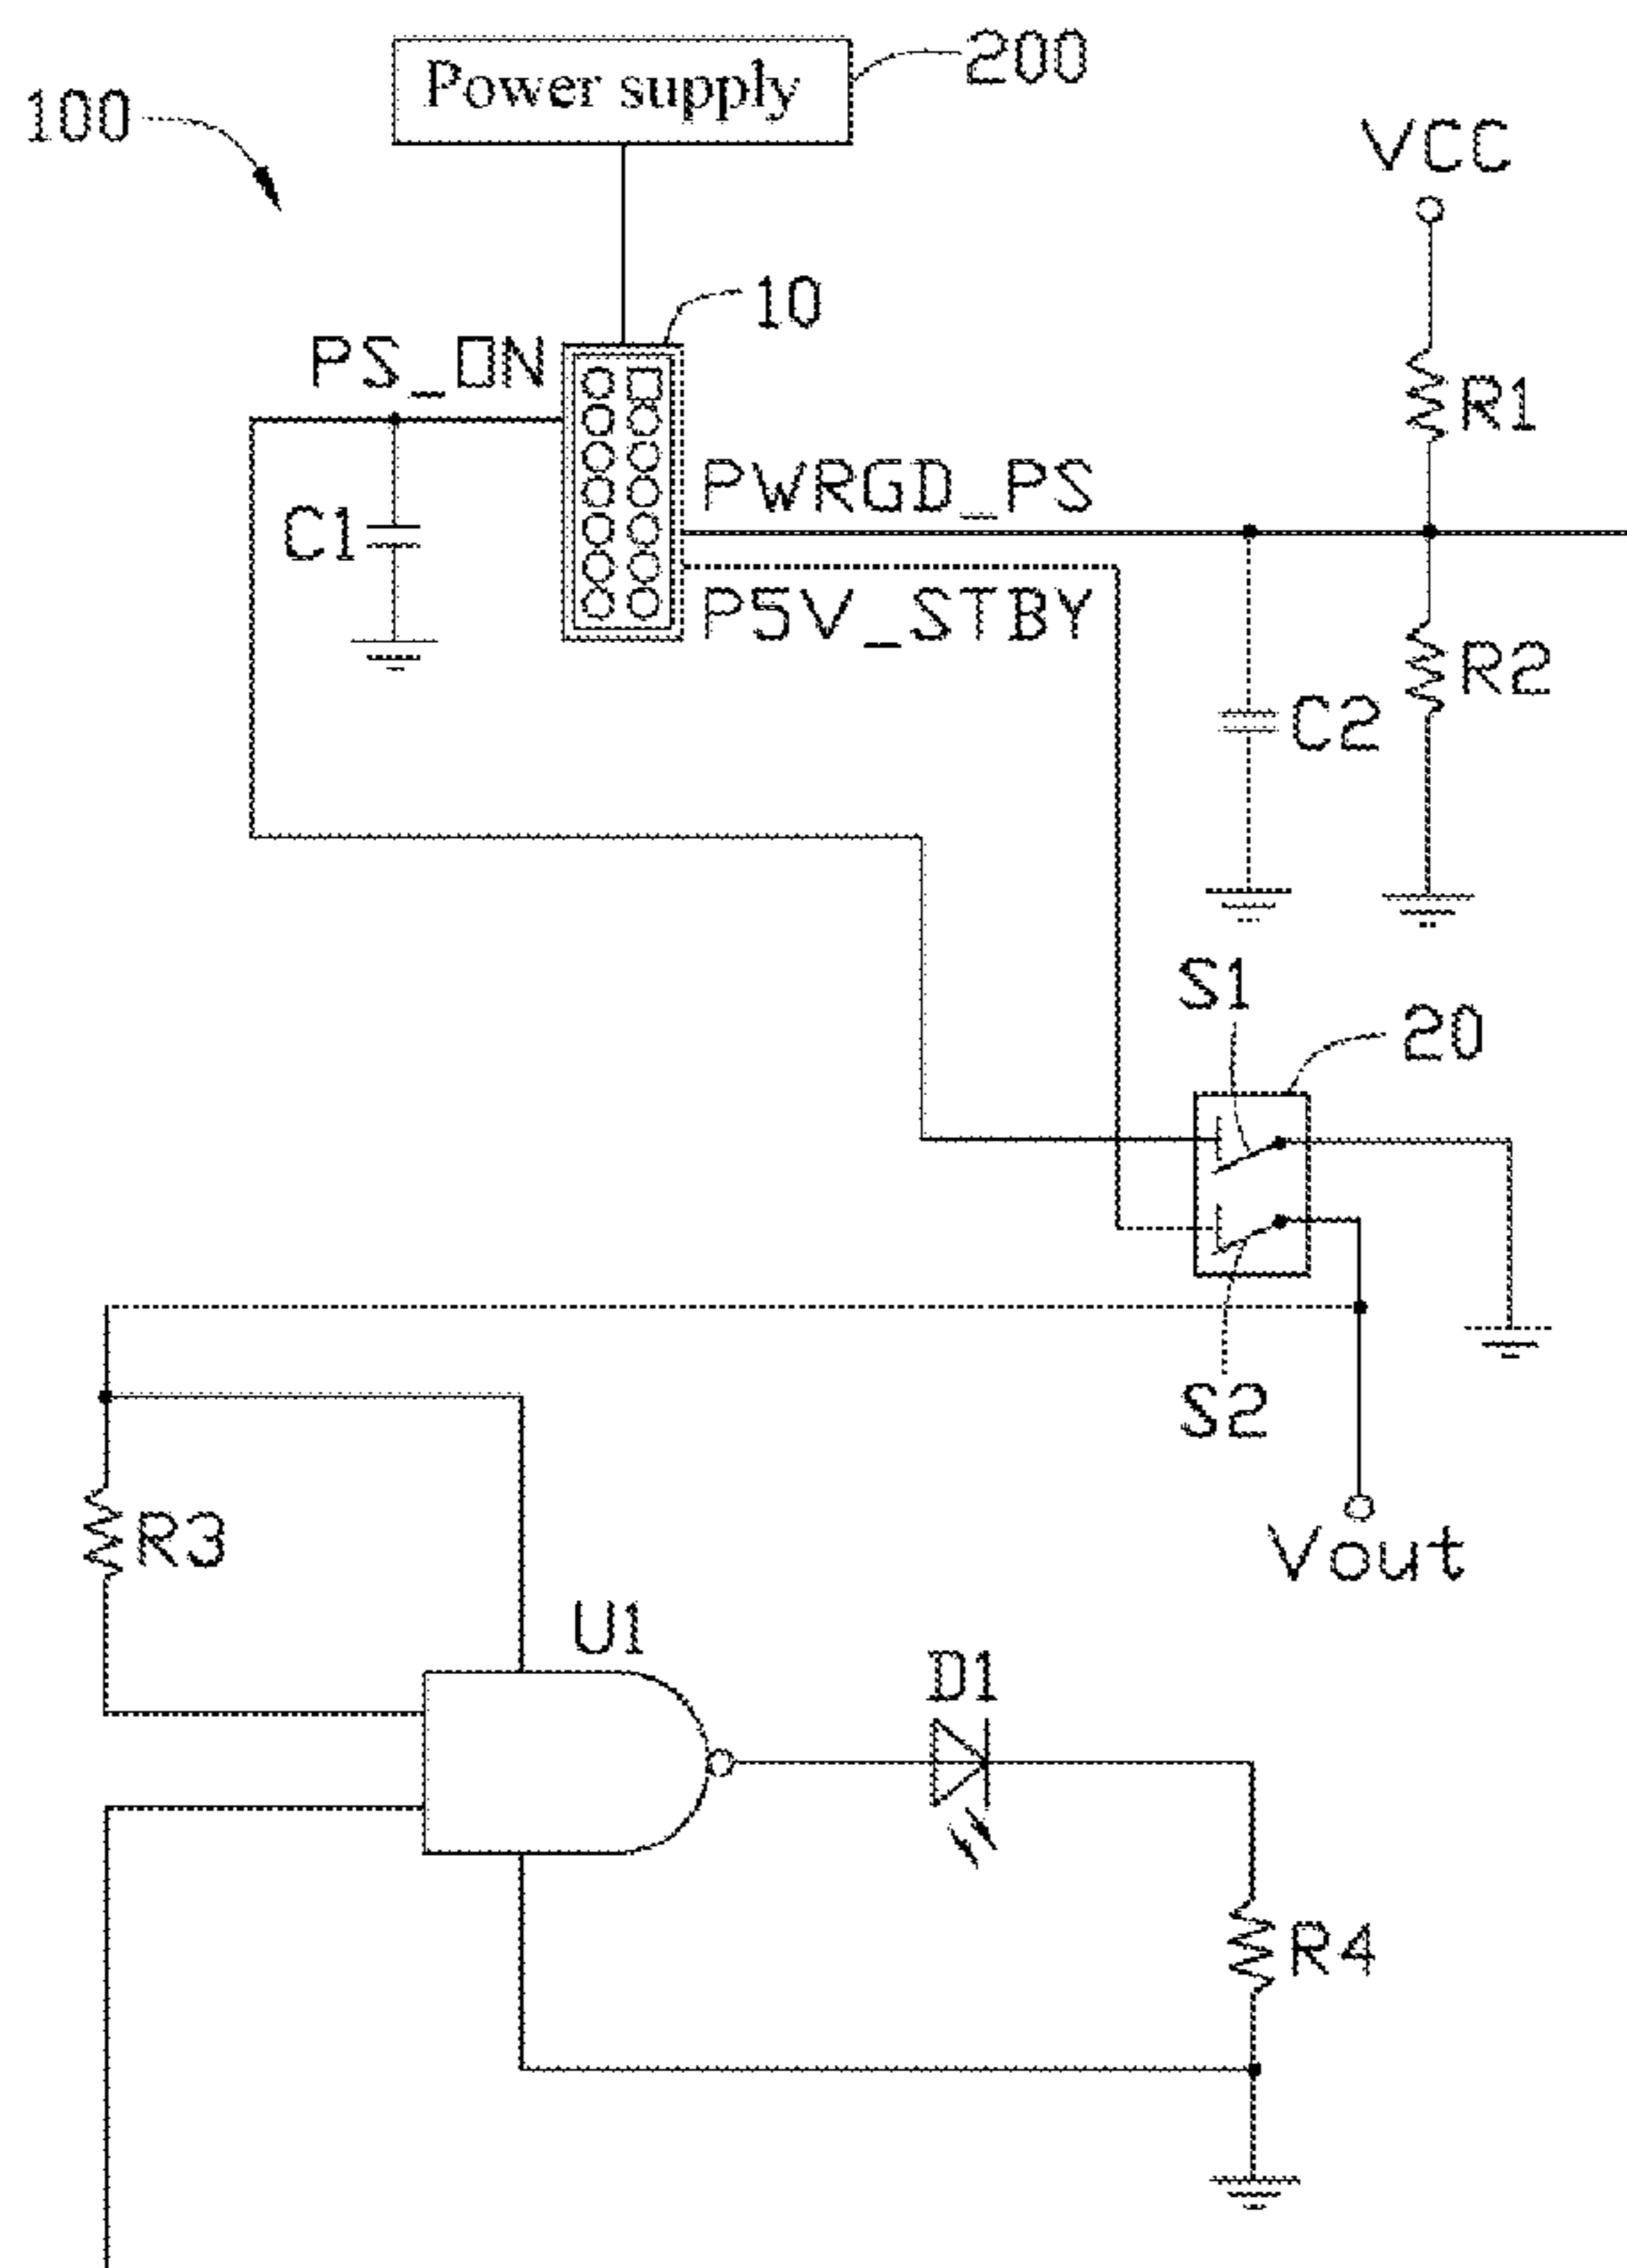 Power supply
200
100
VCC
10
PS_ON
R1
PWRGD_PS
C1
P5V_STBY
R2
C2
S1
20
S2
R3
Vout
U1
D1
R4